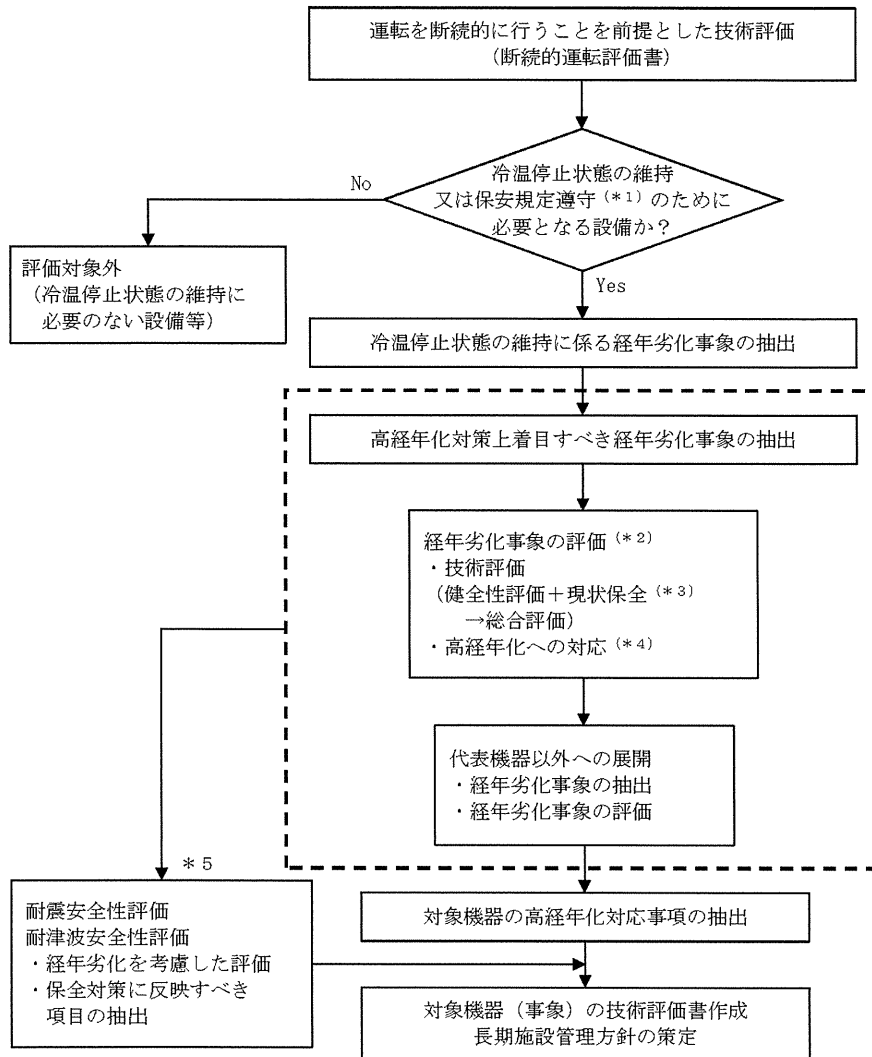 運転を断続的に行うことを前提とした技術評価
(断続的運転評価書)
冷温停止状態の維持
又は保安規定遵守(*1)のために
必要となる設備か?
No
Yes
評価対象外
(冷温停止状態の維持に
必要のない設備等)
冷温停止状態の維持に係る経年劣化事象の抽出
高経年化対策上着目すべき経年劣化事象の抽出
経年劣化事象の評価(*2)
・技術評価
(健全性評価+現状保全(*3)
→総合評価)
・高経年化への対応(*4)
代表機器以外への展開
・経年劣化事象の抽出
・経年劣化事象の評価
*5
耐震安全性評価
耐津波安全性評価
・経年劣化を考慮した評価
・保全対策に反映すべき
項目の抽出
対象機器の高経年化対応事項の抽出
対象機器(事象)の技術評価書作成
長期施設管理方針の策定